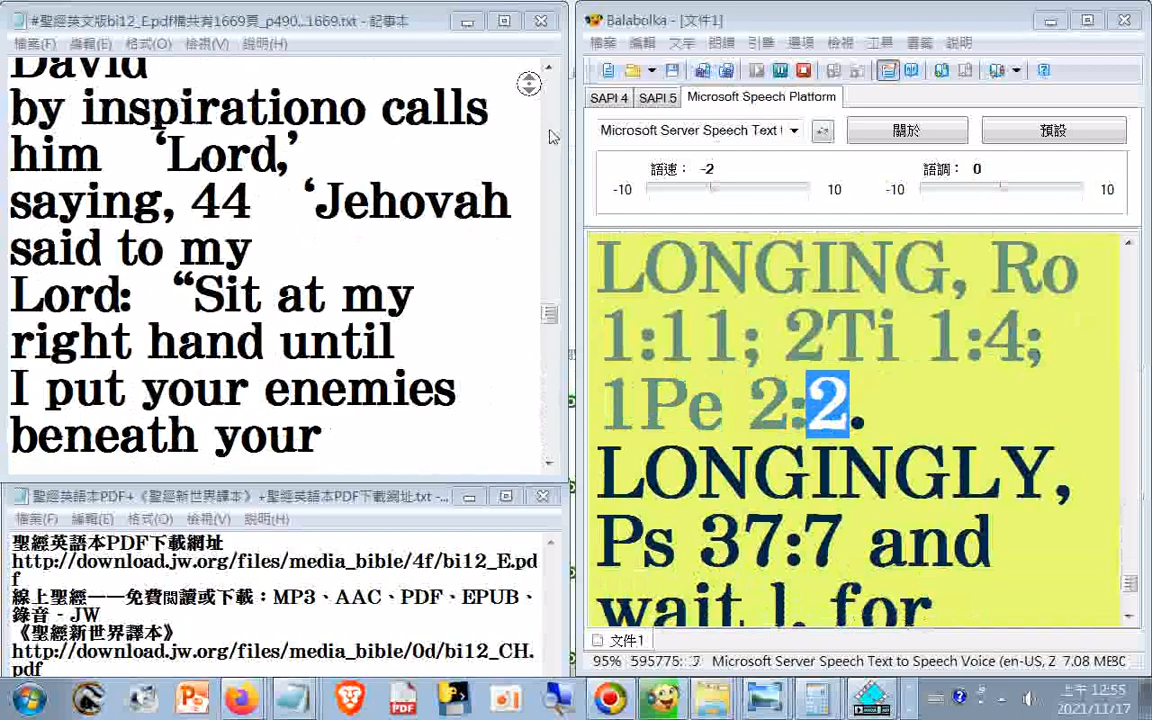 #聖經英文版bi12_E.pdf檔共有1669頁_p490,..1669.txt - 記事本
檔案(F) 編輯(E) 格式(O) 檢視(V) 說明(H)
David
by inspirationo calls
him ‘Lord,’
saying, 44 ‘Jehovah
said to my
Lord: “Sit at my
right hand until
I put your enemies
beneath your
聖經英語本PDF+《聖經新世界譯本》+聖經英語本PDF下載網址.txt -...
檔案(F) 編輯(E) 格式(O) 檢視(V) 說明(H)
聖經英語本PDF下載網址
http://download.jw.org/files/media_bible/4f/bi12_E.pd
f
線上聖經——免費閱讀或下載：MP3、AAC、PDF、EPUB、
錄音 - JW
《聖經新世界譯本》
http://download.jw.org/files/media_bible/0d/bi12_CH.
pdf
Balabolka - [文件1]
檔案 編輯 文字 朗讀 引擎 選項 檢視 工具 書籤 說明
SAPI 4 SAPI 5 Microsoft Speech Platform
Microsoft Server Speech Text 關於 預設
語速： -2 語調： 0
-10 10 -10 10
LONGING, Ro
1:11; 2Ti 1:4;
1Pe 2:2.
LONGINGLY,
Ps 37:7 and
wait l. for
文件1
95% 595775: Microsoft Server Speech Text to Speech Voice (en-US, Z 7.08 MB
上午 12:55
2021/11/17